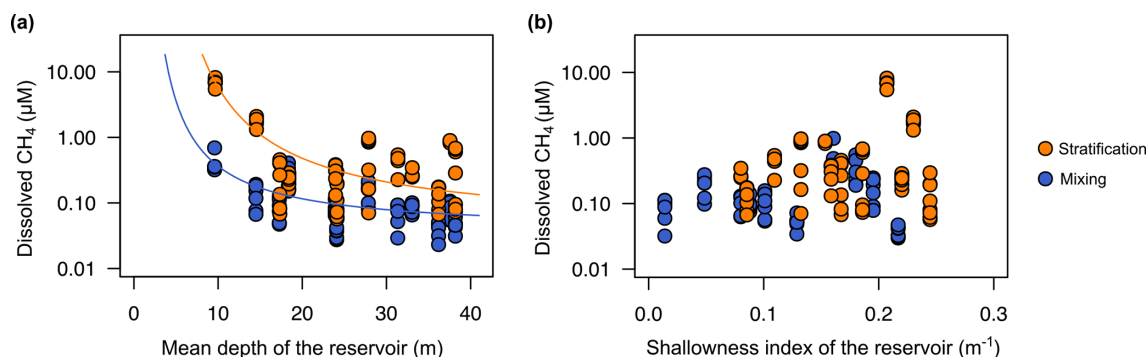 (a)
Dissolved CH₄ (µM)
10.00
1.00
0.10
0.01
0 10 20 30 40
Mean depth of the reservoir (m)
(b)
Dissolved CH₄ (µM)
10.00
1.00
0.10
0.01
0.0 0.1 0.2 0.3
Shallowness index of the reservoir (m⁻¹)
Stratification
Mixing